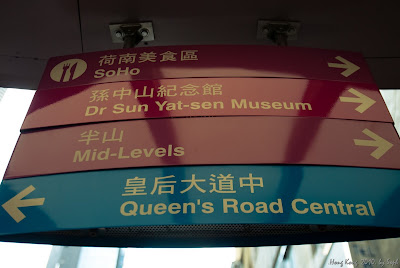 荷南美食區
SoHo
孫中山紀念館
Dr Sun Yat-sen Museum
半山
Mid-Levels
皇后大道中
Queen's Road Central